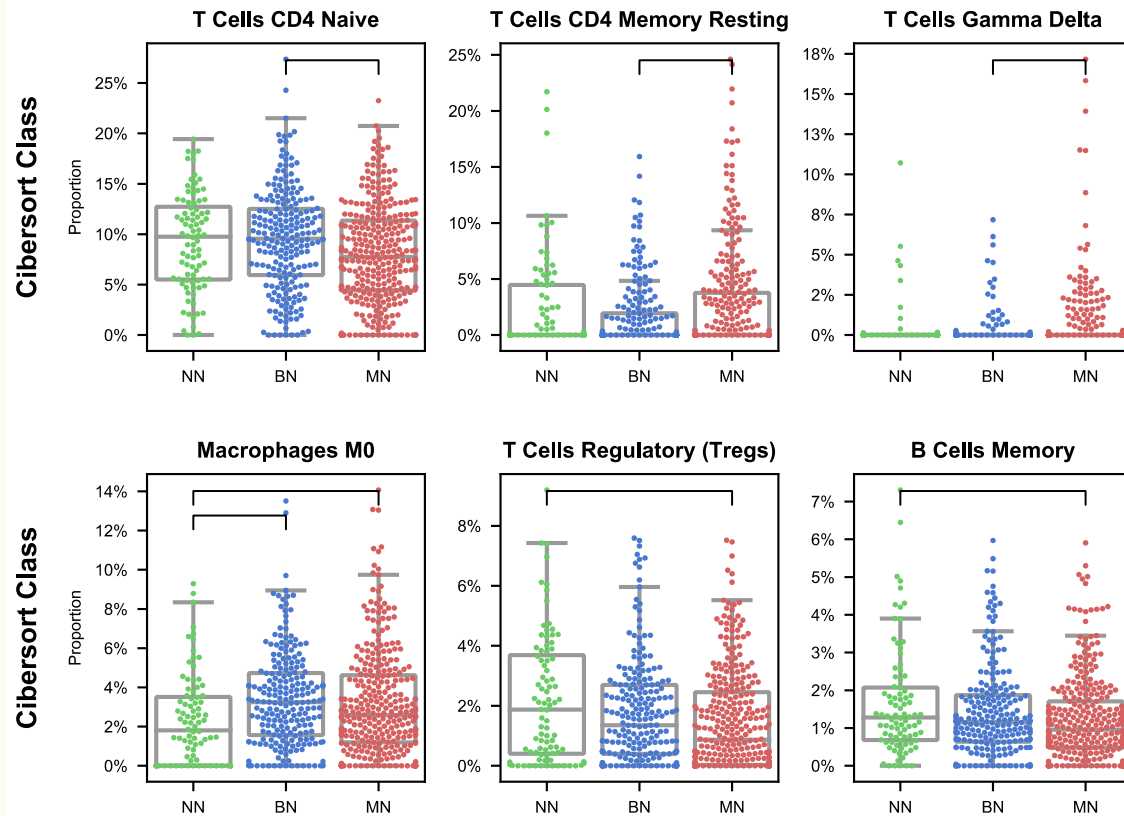 T Cells CD4 Naive
T Cells CD4 Memory Resting
T Cells Gamma Delta
Cibersort Class
Proportion
25%
20%
15%
10%
5%
0%
NN
BN
MN
25%
20%
15%
10%
5%
0%
NN
BN
MN
18%
15%
13%
10%
8%
5%
2%
0%
NN
BN
MN
Macrophages M0
T Cells Regulatory (Tregs)
B Cells Memory
Cibersort Class
Proportion
14%
12%
10%
8%
6%
4%
2%
0%
NN
BN
MN
8%
6%
4%
2%
0%
NN
BN
MN
7%
6%
5%
4%
3%
2%
1%
0%
NN
BN
MN